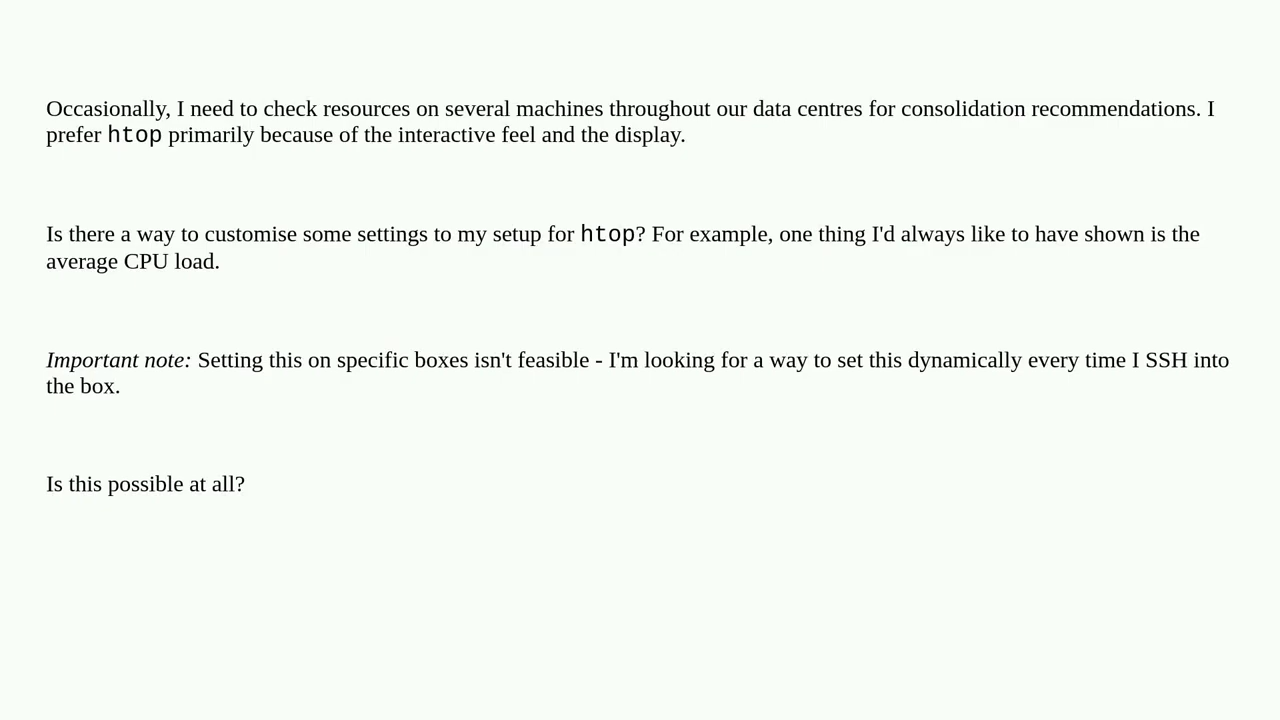 Occasionally, I need to check resources on several machines throughout our data centres for consolidation recommendations. I
prefer htop primarily because of the interactive feel and the display.
Is there a way to customise some settings to my setup for htop? For example, one thing I'd always like to have shown is the
average CPU load.
Important note: Setting this on specific boxes isn't feasible - I'm looking for a way to set this dynamically every time I SSH into
the box.
Is this possible at all?